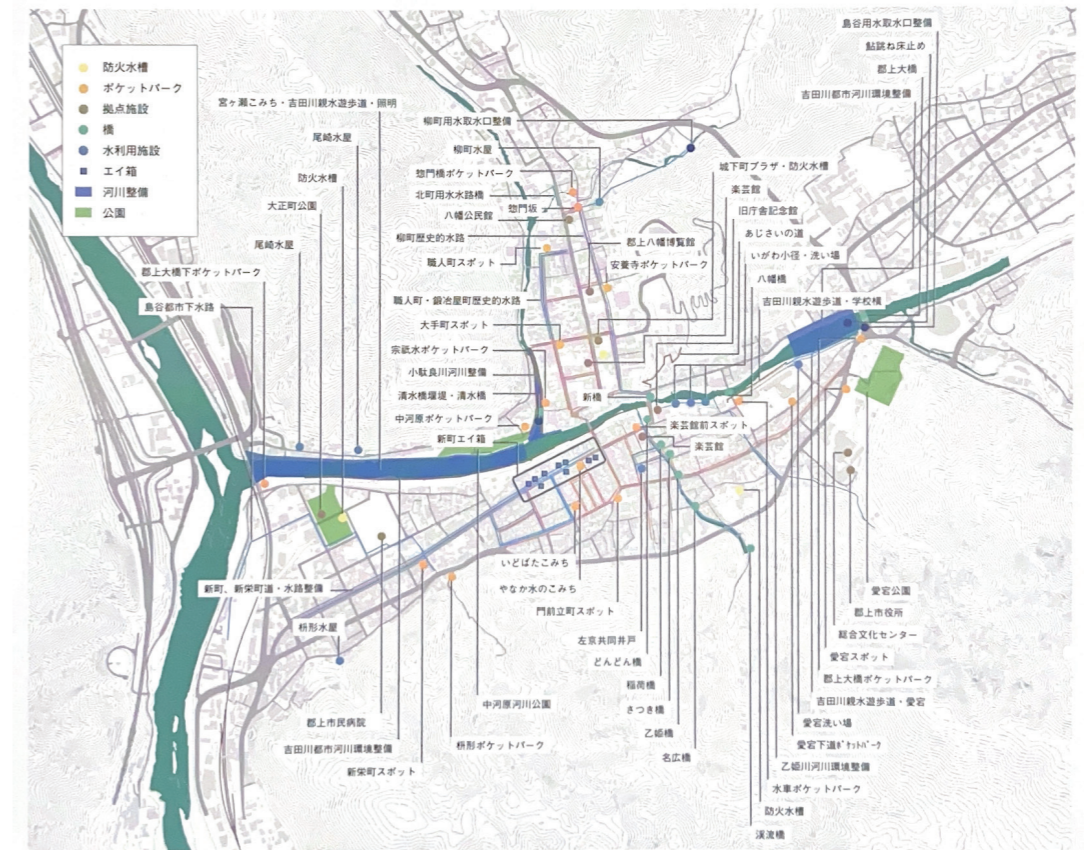 防火水槽
ポケットパーク
拠点施設
橋
水利用施設
エイ箱
河川整備
公園
島谷用水取水口整備
鮎跳ね床止め
郡上大橋
吉田川都市河川環境整備
宮ヶ瀬こみち・吉田川親水遊歩道・照明
尾崎水屋
防火水槽
大正町公園
尾崎水屋
郡上大橋下ポケットパーク
島谷都市下水路
柳町用水取水口整備
柳町水屋
惣門橋ポケットパーク
北町用水水路橋
惣門坂
八幡公民館
柳町歴史的水路
職人町スポット
郡上八幡博覧館
安養寺ポケットパーク
職人町・鍛冶屋町歴史的水路
大手町スポット
宗祇水ポケットパーク
小駄良川河川整備
清水橋堰堤・清水橋
中河原ポケットパーク
新町エイ箱
新橋
城下町プラザ・防火水槽
楽芸館
旧庁舎記念館
あじさいの道
いがわ小径・洗い場
八幡橋
吉田川親水遊歩道・学校横
楽芸館前スポット
楽芸館
いどばたこみち
やなか水のこみち
門前立町スポット
左京共同井戸
どんどん橋
稲荷橋
さつき橋
乙姫橋
名広橋
新町、新栄町道・水路整備
枡形水屋
郡上市民病院
吉田川都市河川環境整備
新栄町スポット
枡形ポケットパーク
中河原河川公園
愛宕公園
郡上市役所
総合文化センター
愛宕スポット
郡上大橋ポケットパーク
吉田川親水遊歩道・愛宕
愛宕洗い場
愛宕下道ﾎﾟｹｯﾄﾊﾟｰｸ
乙姫川河川環境整備
水車ポケットパーク
防火水槽
渓流橋